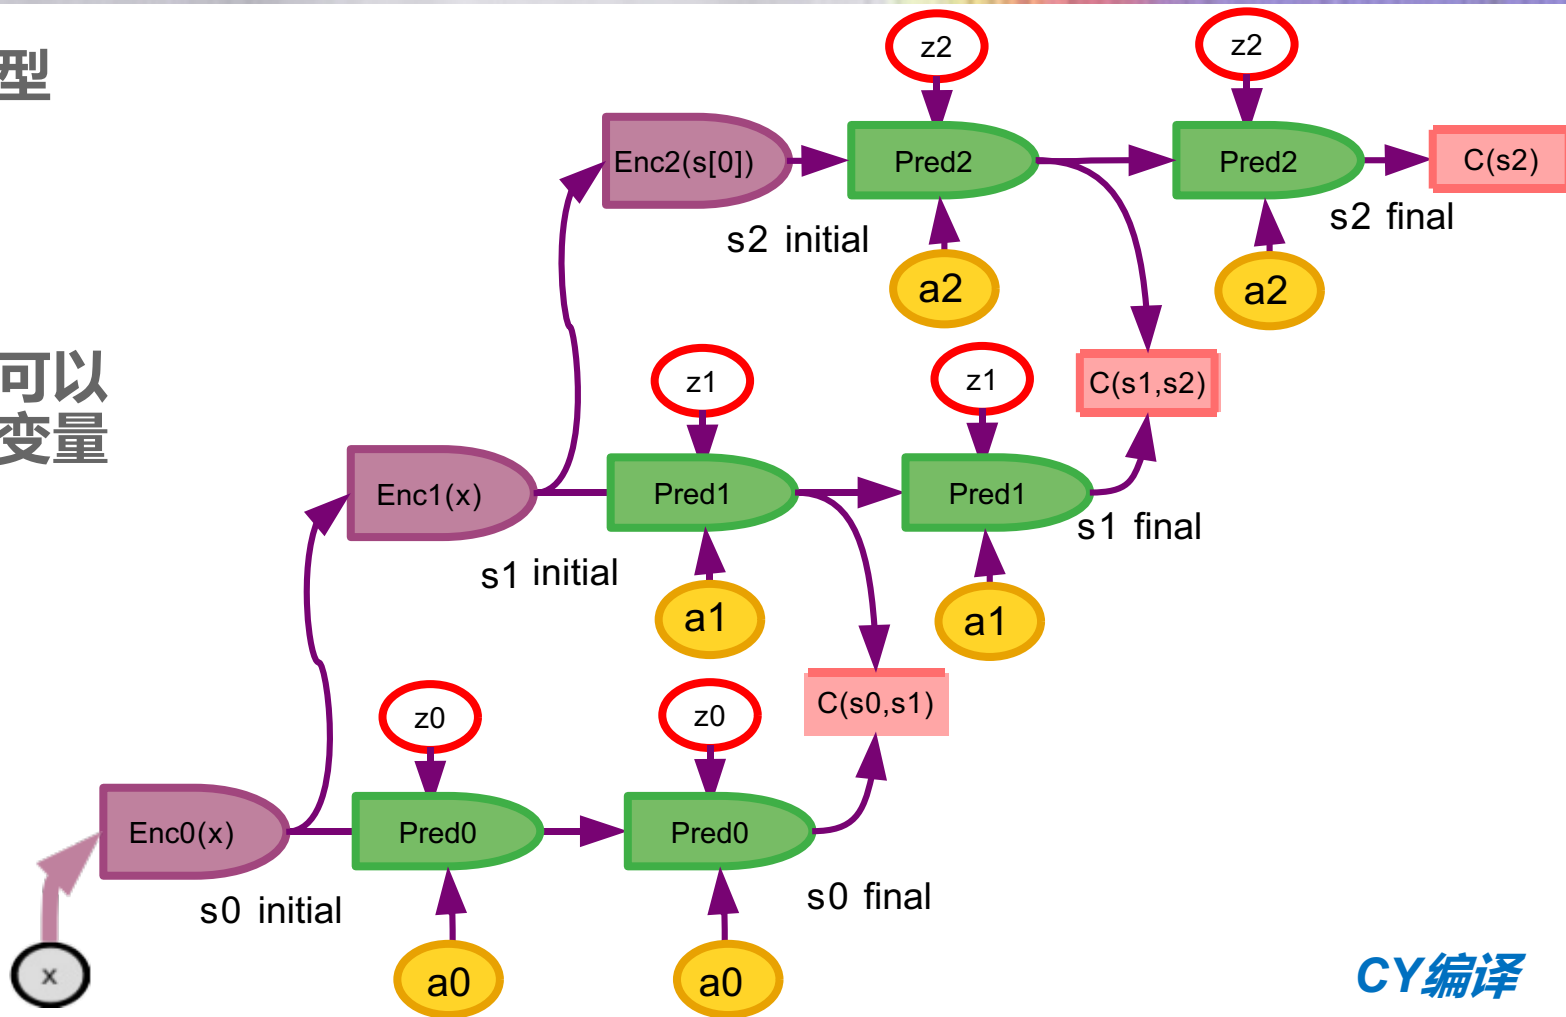 型
可以
变量
z2
z2
Enc2(s[0])
Pred2
Pred2
C(s2)
s2 initial
s2 final
a2
a2
z1
z1
C(s1,s2)
Enc1(x)
Pred1
Pred1
s1 initial
s1 final
a1
a1
z0
z0
C(s0,s1)
Enc0(x)
Pred0
Pred0
s0 initial
s0 final
x
a0
a0
CY编译